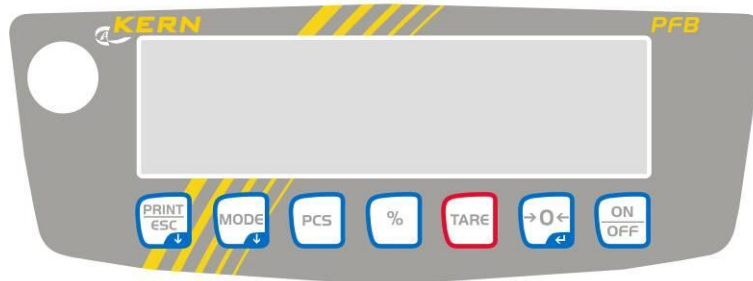 KERN
PFB
PRINT
ESC
MODE
PCS
%
TARE
→0←
ON
OFF